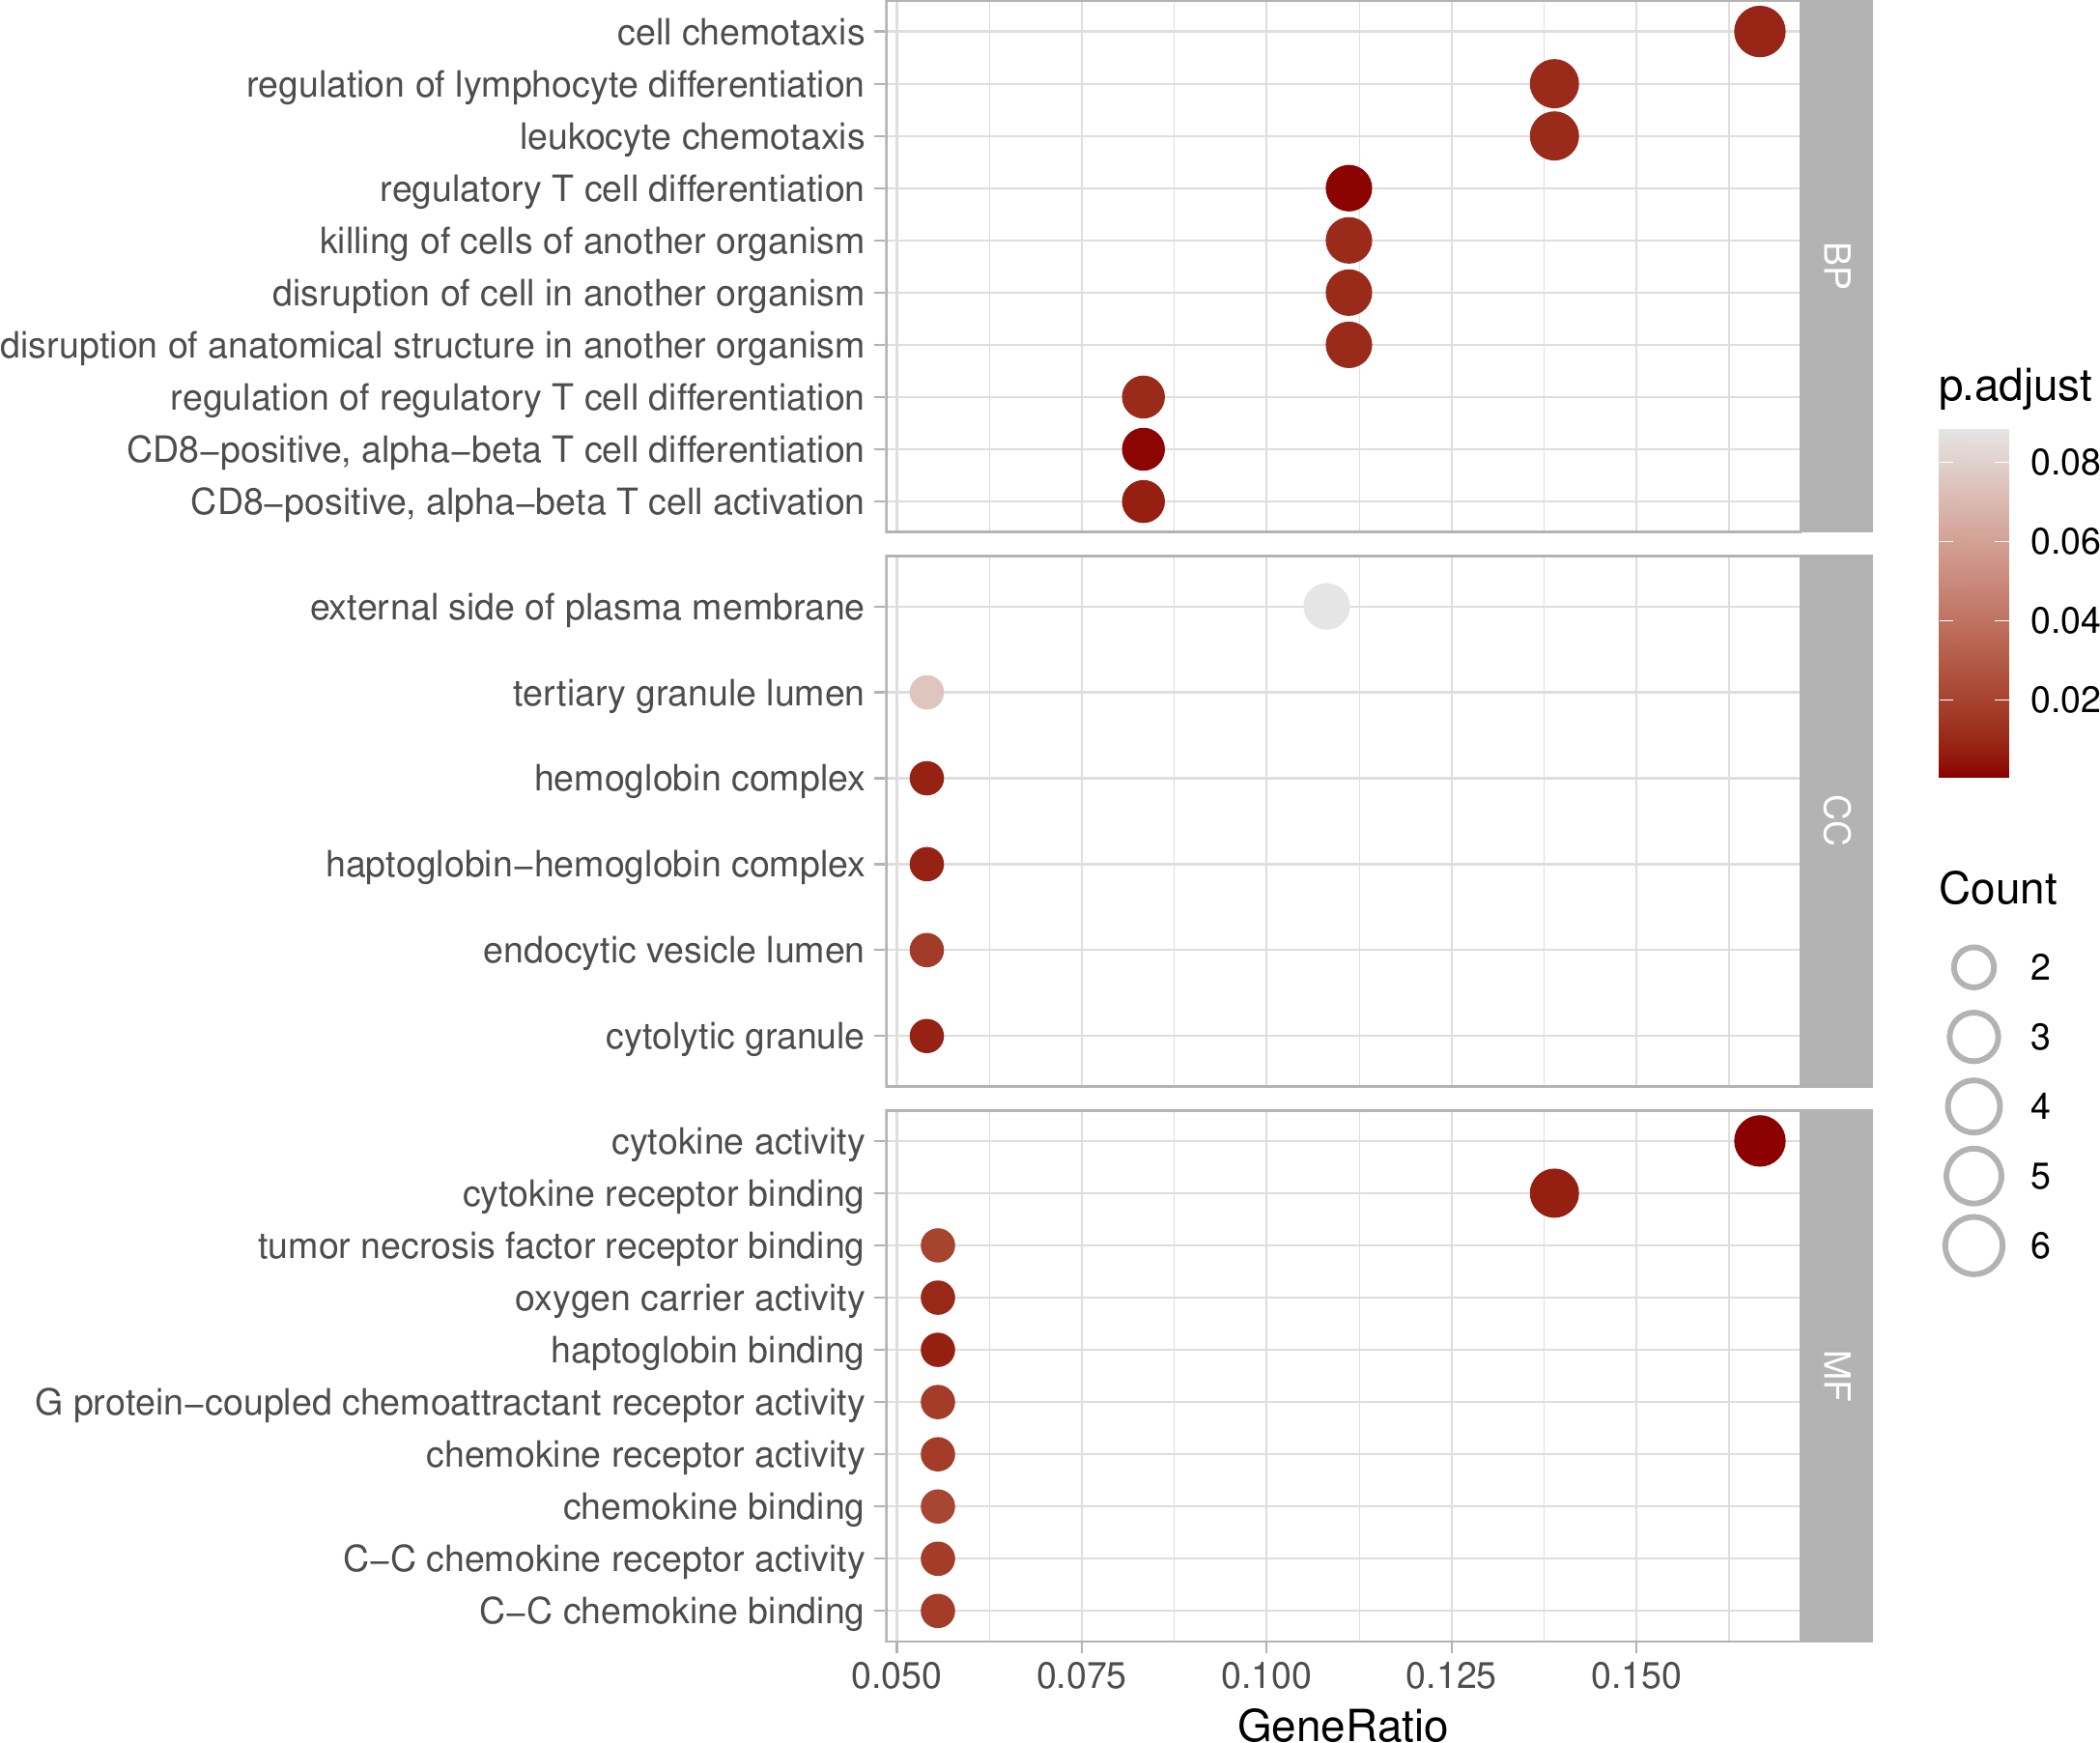 cell chemotaxis
regulation of lymphocyte differentiation
leukocyte chemotaxis
regulatory T cell differentiation
killing of cells of another organism
disruption of cell in another organism
disruption of anatomical structure in another organism
regulation of regulatory T cell differentiation
CD8−positive, alpha−beta T cell differentiation
CD8−positive, alpha−beta T cell activation
BP
external side of plasma membrane
tertiary granule lumen
hemoglobin complex
haptoglobin−hemoglobin complex
endocytic vesicle lumen
cytolytic granule
CC
cytokine activity
cytokine receptor binding
tumor necrosis factor receptor binding
oxygen carrier activity
haptoglobin binding
G protein−coupled chemoattractant receptor activity
chemokine receptor activity
chemokine binding
C−C chemokine receptor activity
C−C chemokine binding
MF
0.050 0.075 0.100 0.125 0.150
GeneRatio
p.adjust
0.08
0.06
0.04
0.02
Count
2
3
4
5
6